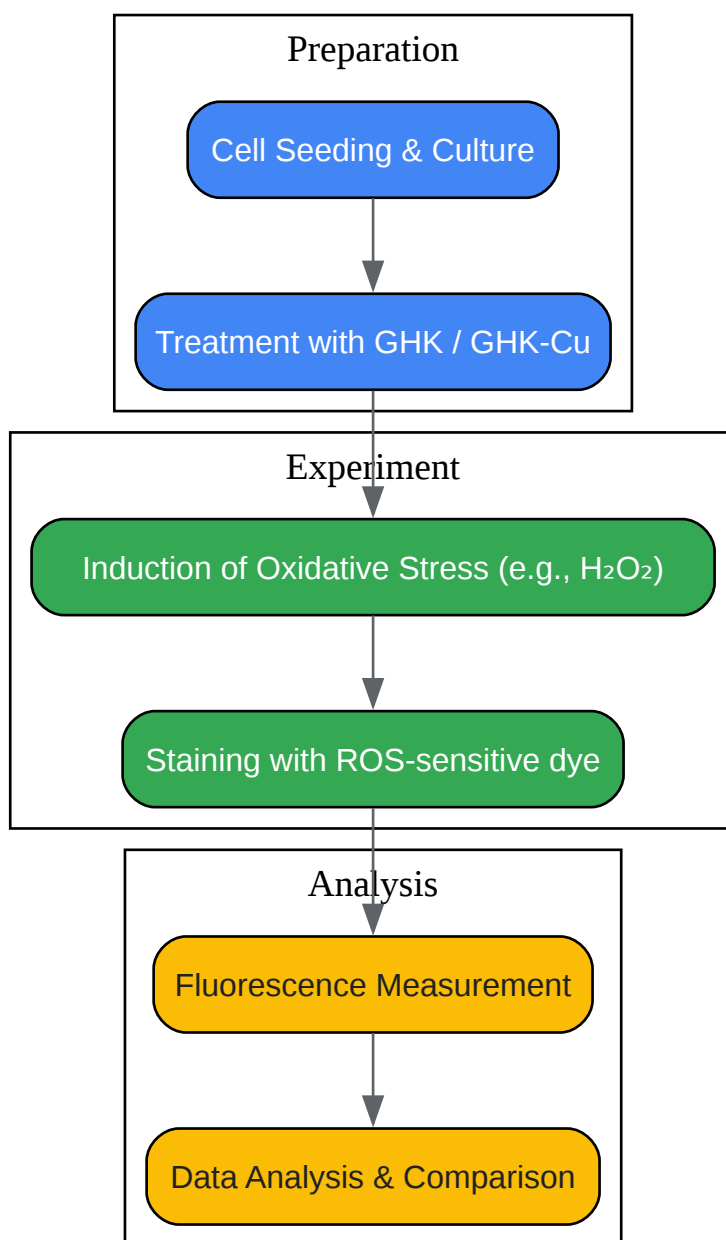 Preparation
Cell Seeding & Culture
Treatment with GHK / GHK-Cu
Experiment
Induction of Oxidative Stress (e.g., H₂O₂)
Staining with ROS-sensitive dye
Analysis
Fluorescence Measurement
Data Analysis & Comparison